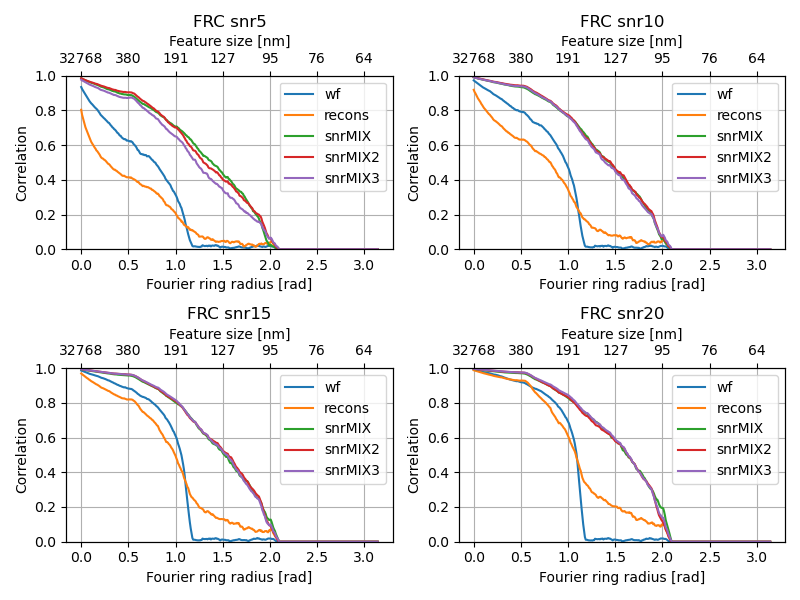 FRC snr5
Feature size [nm]
32768 380 191 127 95 76 64
1.0
0.8
0.6
0.4
0.2
0.0
Correlation
wf
recons
snrMIX
snrMIX2
snrMIX3
0.0 0.5 1.0 1.5 2.0 2.5 3.0
Fourier ring radius [rad]
FRC snr10
Feature size [nm]
32768 380 191 127 95 76 64
1.0
0.8
0.6
0.4
0.2
0.0
Correlation
wf
recons
snrMIX
snrMIX2
snrMIX3
0.0 0.5 1.0 1.5 2.0 2.5 3.0
Fourier ring radius [rad]
FRC snr15
Feature size [nm]
32768 380 191 127 95 76 64
1.0
0.8
0.6
0.4
0.2
0.0
Correlation
wf
recons
snrMIX
snrMIX2
snrMIX3
0.0 0.5 1.0 1.5 2.0 2.5 3.0
Fourier ring radius [rad]
FRC snr20
Feature size [nm]
32768 380 191 127 95 76 64
1.0
0.8
0.6
0.4
0.2
0.0
Correlation
wf
recons
snrMIX
snrMIX2
snrMIX3
0.0 0.5 1.0 1.5 2.0 2.5 3.0
Fourier ring radius [rad]